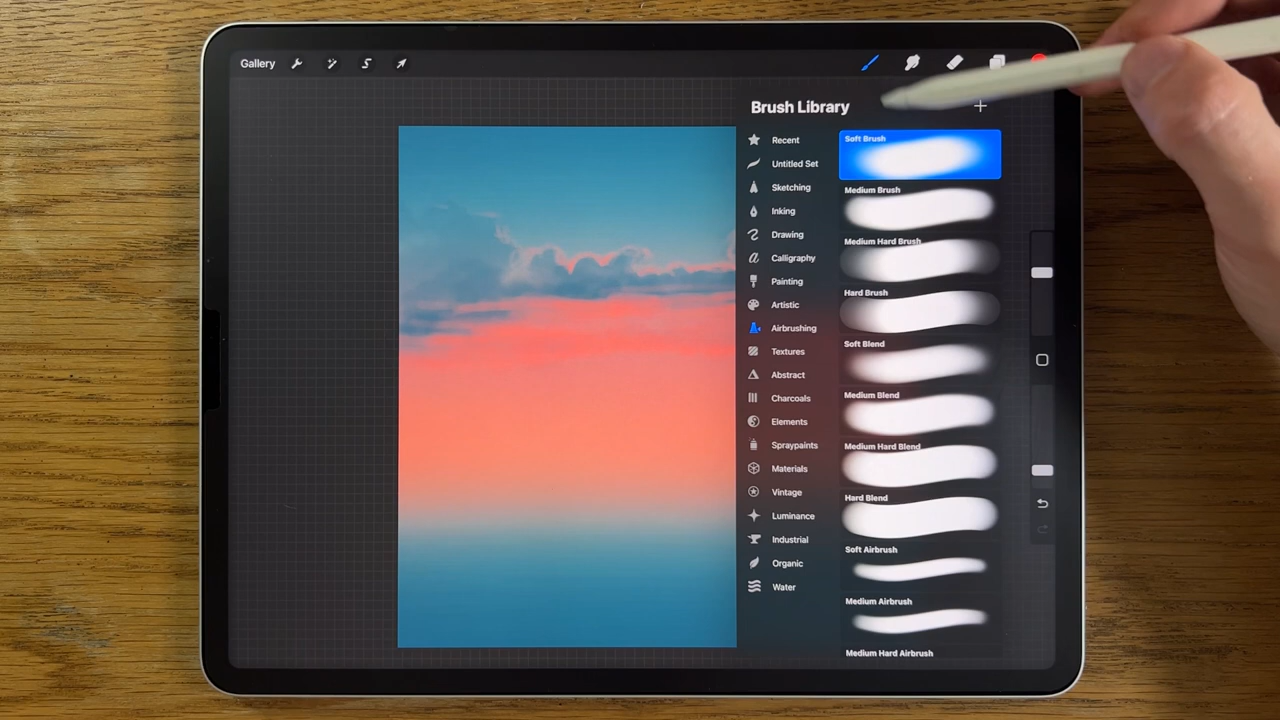 Gallery
Brush Library
Recent
Untitled Set
Sketching
Inking
Drawing
Calligraphy
Painting
Artistic
Airbrushing
Textures
Abstract
Charcoals
Elements
Spraypaints
Materials
Vintage
Luminance
Industrial
Organic
Water
Soft Brush
Medium Brush
Medium Hard Brush
Hard Brush
Soft Blend
Medium Blend
Medium Hard Blend
Hard Blend
Soft Airbrush
Medium Airbrush
Medium Hard Airbrush